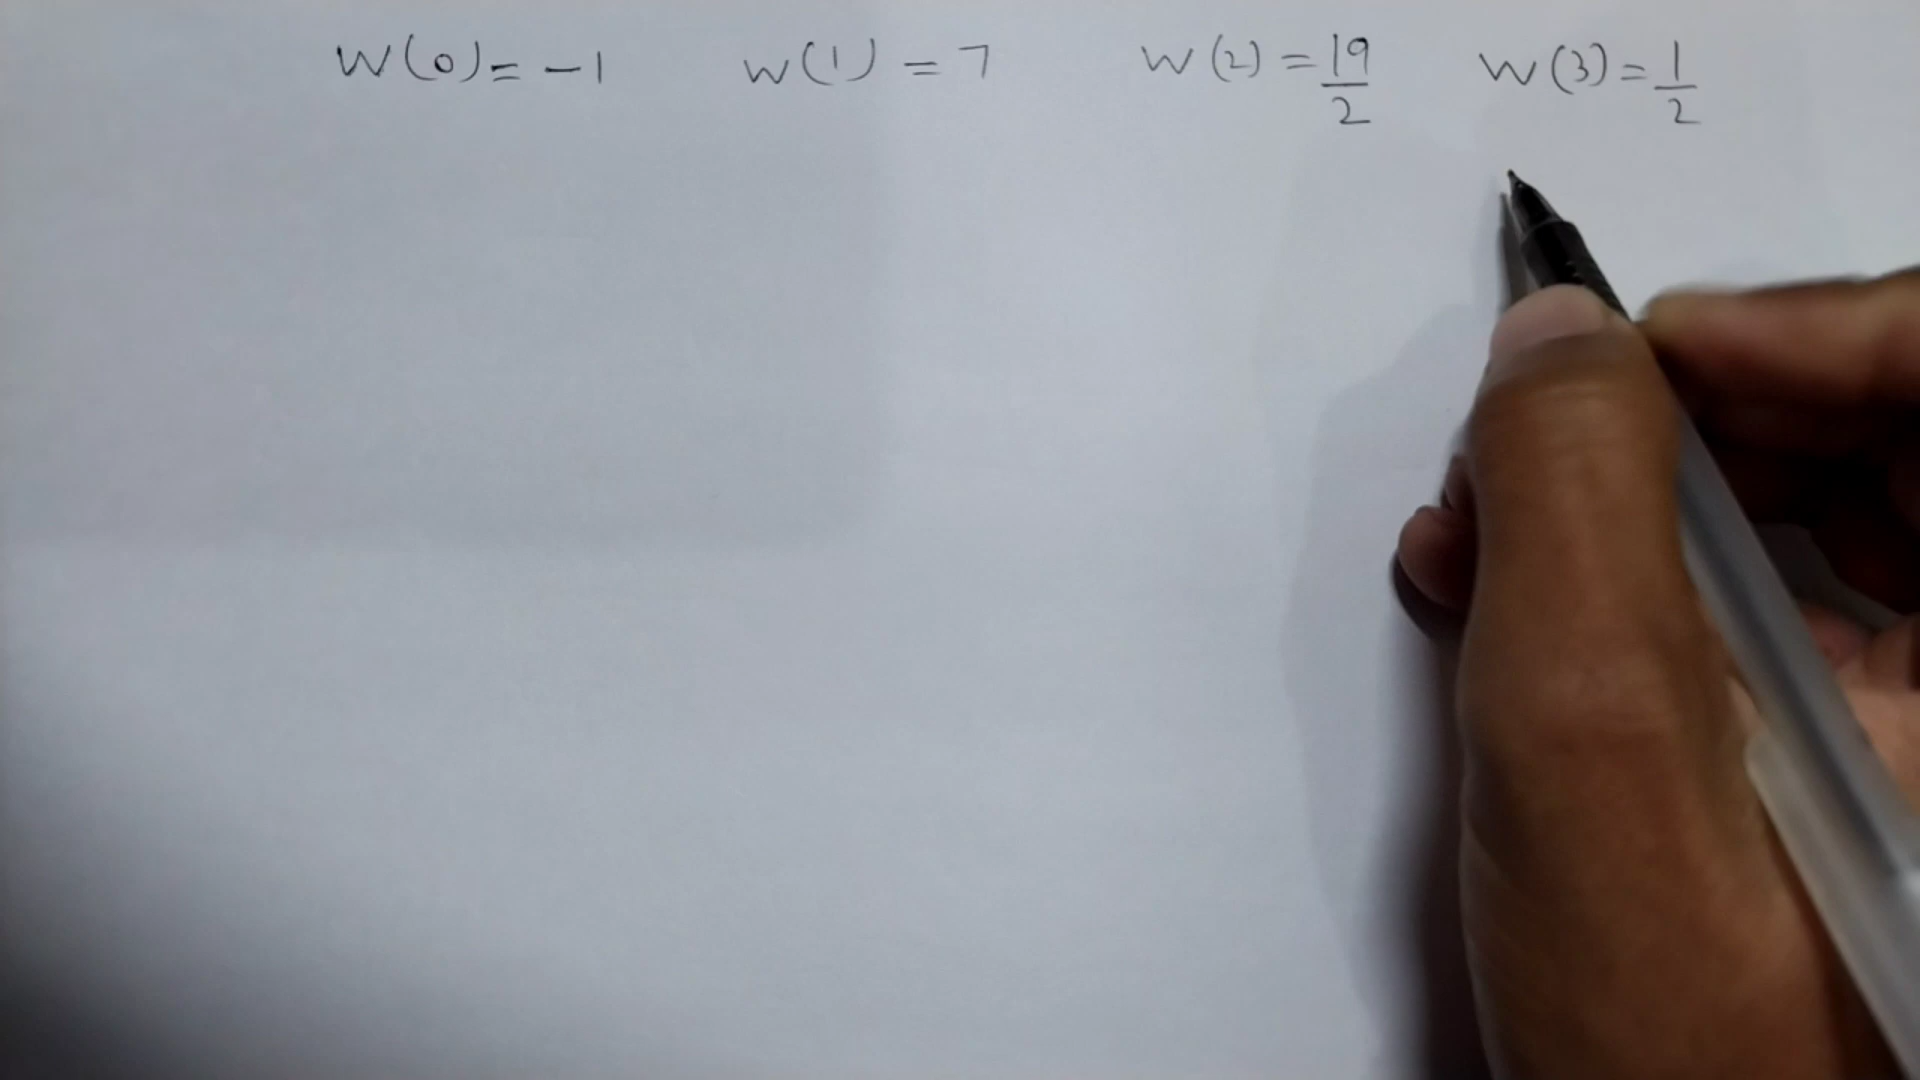 W(0) = -1 w(1) = 7 W(2) = 19/2 W(3) = 1/2